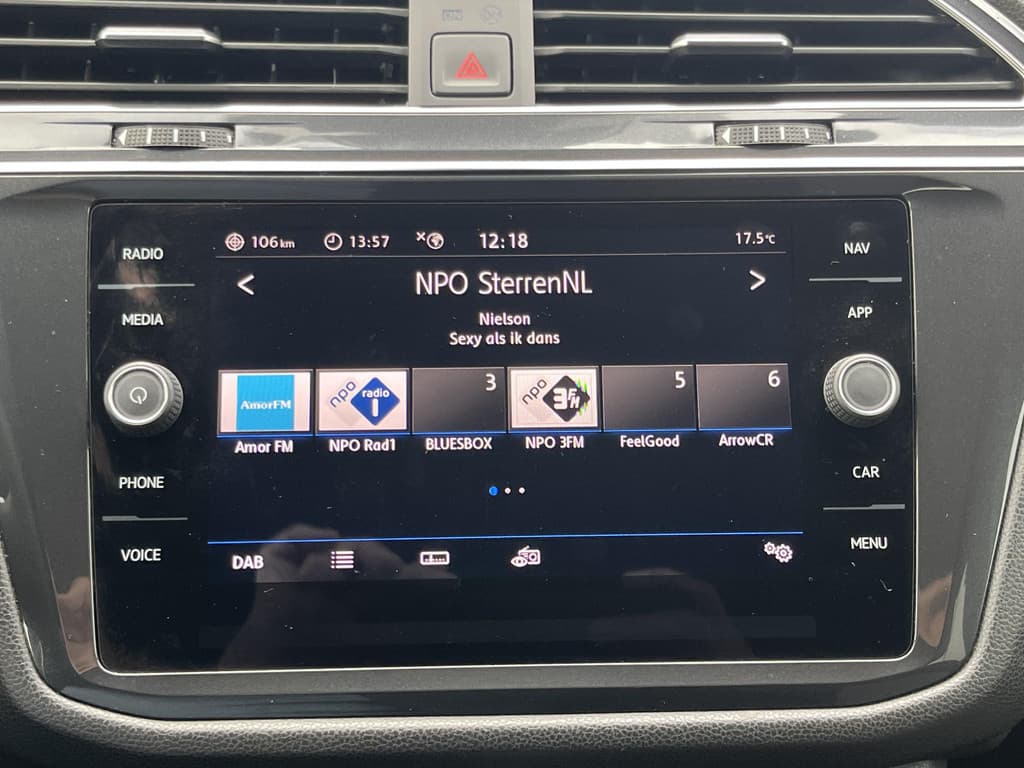 RADIO
MEDIA
PHONE
VOICE
106 km 13:57 12:18 17.5°C
< NPO SterrenNL >
Nielson
Sexy als ik dans
AmorFM npo radio 1 3 npo 3FM 5 6
Amor FM NPO Rad1 BLUESBOX NPO 3FM FeelGood ArrowCR
DAB
NAV
APP
CAR
MENU